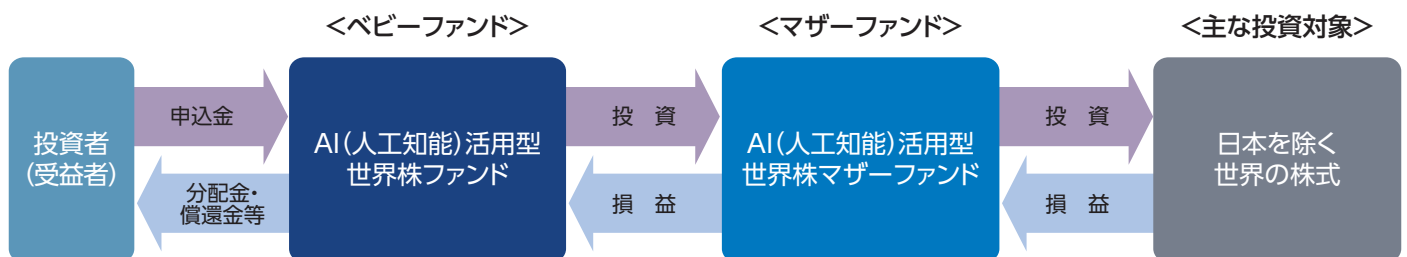 <ベビーファンド>
<マザーファンド>
<主な投資対象>
投資者
(受益者)
申込金
分配金・
償還金等
AI(人工知能)活用型
世界株ファンド
投 資
損 益
AI(人工知能)活用型
世界株マザーファンド
投 資
損 益
日本を除く
世界の株式